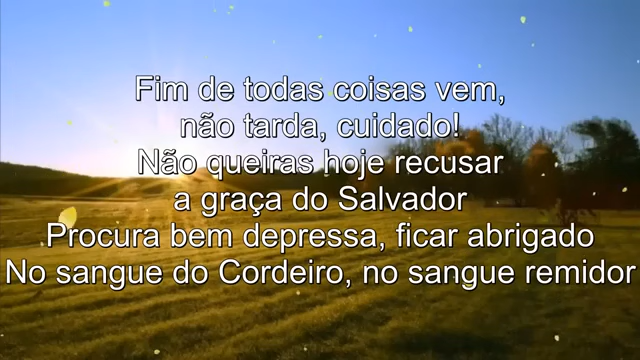 Fim de todas coisas vem,
não tarda, cuidado!
Não queiras hoje recusar
a graça do Salvador
Procura bem depressa, ficar abrigado
No sangue do Cordeiro, no sangue remidor